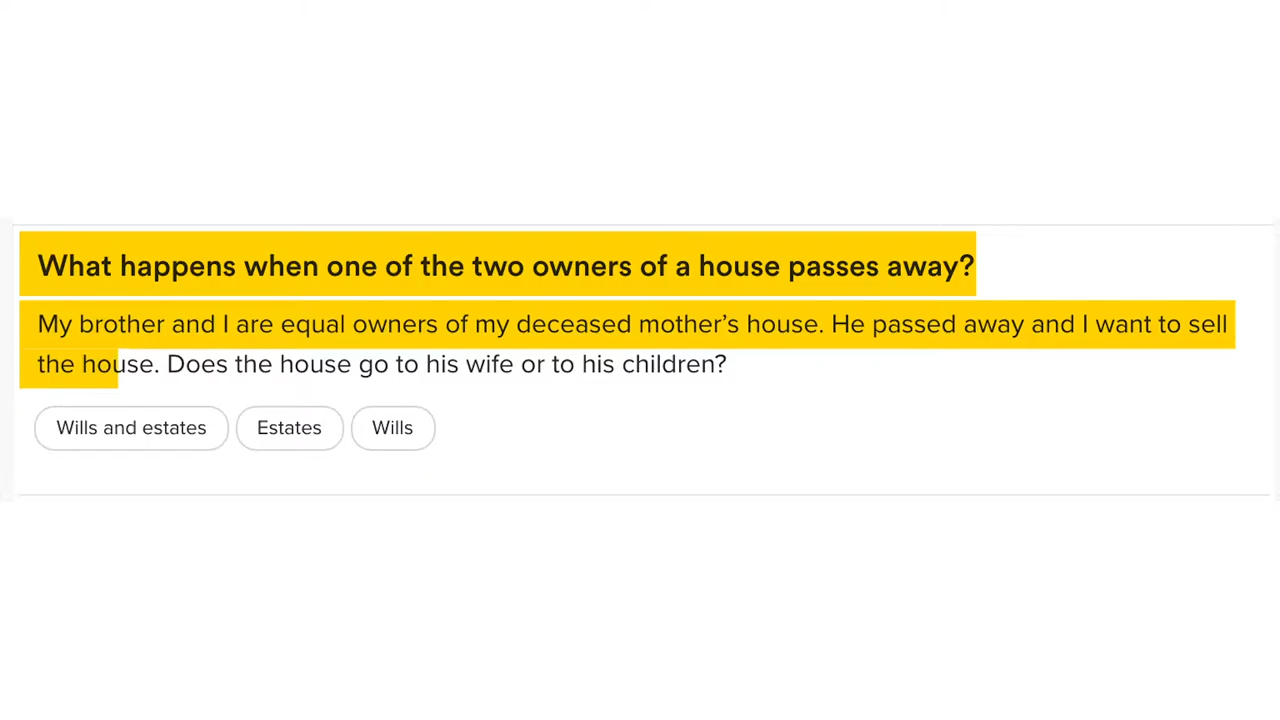 What happens when one of the two owners of a house passes away?
My brother and I are equal owners of my deceased mother’s house. He passed away and I want to sell
the house. Does the house go to his wife or to his children?
Wills and estates Estates Wills